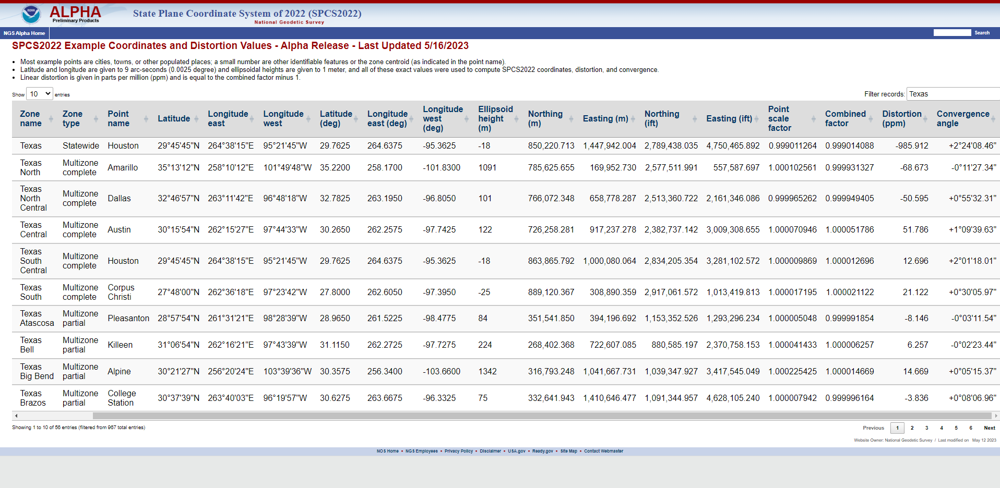 NOAA
ALPHA
Preliminary Products
State Plane Coordinate System of 2022 (SPCS2022)
National Geodetic Survey
NGS Alpha Home
Search
SPCS2022 Example Coordinates and Distortion Values - Alpha Release - Last Updated 5/16/2023
• Most example points are cities, towns, or other populated places; a small number are other identifiable features or the zone centroid (as indicated in the point name).
• Latitude and longitude are given to 9 arc-seconds (0.0025 degree) and ellipsoidal heights are given to 1 meter, and all of these exact values were used to compute SPCS2022 coordinates, distortion, and convergence.
• Linear distortion is given in parts per million (ppm) and is equal to the combined factor minus 1.
Show 10 entries
Filter records: Texas
Zone name Zone type Point name Latitude Longitude east Longitude west Latitude (deg) Longitude east (deg) Longitude west (deg) Ellipsoid height (m) Northing (m) Easting (m) Northing (ift) Easting (ift) Point scale factor Combined factor Distortion (ppm) Convergence angle
Texas Statewide Houston 29°45'45"N 264°38'15"E 95°21'45"W 29.7625 264.6375 -95.3625 -18 850,220.713 1,447,942.004 2,789,438.035 4,750,465.892 0.999011264 0.999014088 -985.912 +2°24'08.46"
Texas North Multizone complete Amarillo 35°13'12"N 258°10'12"E 101°49'48"W 35.2200 258.1700 -101.8300 1091 785,625.655 169,952.730 2,577,511.991 557,587.697 1.000102561 0.999931327 -68.673 -0°11'27.34"
Texas North Central Multizone complete Dallas 32°46'57"N 263°11'42"E 96°48'18"W 32.7825 263.1950 -96.8050 101 766,072.348 658,778.287 2,513,360.722 2,161,346.086 0.999965262 0.999949405 -50.595 +0°55'32.31"
Texas Central Multizone complete Austin 30°15'54"N 262°15'27"E 97°44'33"W 30.2650 262.2575 -97.7425 122 726,258.281 917,237.278 2,382,737.142 3,009,308.655 1.000070946 1.000051786 51.786 +1°09'39.63"
Texas South Central Multizone complete Houston 29°45'45"N 264°38'15"E 95°21'45"W 29.7625 264.6375 -95.3625 -18 863,865.792 1,000,080.064 2,834,205.354 3,281,102.572 1.000009869 1.000012696 12.696 +2°01'18.01"
Texas South Multizone complete Corpus Christi 27°48'00"N 262°36'18"E 97°23'42"W 27.8000 262.6050 -97.3950 -25 889,120.367 308,890.359 2,917,061.572 1,013,419.813 1.000017195 1.000021122 21.122 +0°30'05.97"
Texas Atascosa Multizone partial Pleasanton 28°57'54"N 261°31'21"E 98°28'39"W 28.9650 261.5225 -98.4775 84 351,541.850 394,196.692 1,153,352.526 1,293,296.234 1.000005048 0.999991854 -8.146 -0°03'11.54"
Texas Bell Multizone partial Killeen 31°06'54"N 262°16'21"E 97°43'39"W 31.1150 262.2725 -97.7275 224 268,402.368 722,607.085 880,585.197 2,370,758.153 1.000041433 1.000006257 6.257 -0°02'23.44"
Texas Big Bend Multizone partial Alpine 30°21'27"N 256°20'24"E 103°39'36"W 30.3575 256.3400 -103.6600 1342 316,793.248 1,041,667.731 1,039,347.927 3,417,545.049 1.000225425 1.000014669 14.669 +0°05'15.37"
Texas Brazos Multizone partial College Station 30°37'39"N 263°40'03"E 96°19'57"W 30.6275 263.6675 -96.3325 75 332,641.943 1,410,646.477 1,091,344.957 4,628,105.240 1.000007942 0.999996164 -3.836 +0°08'06.96"
Showing 1 to 10 of 56 entries (filtered from 967 total entries)
Previous 1 2 3 4 5 6 Next
Website Owner: National Geodetic Survey / Last modified on May 12 2023
NOS Home • NGS Employees • Privacy Policy • Disclaimer • USA.gov • Ready.gov • Site Map • Contact Webmaster